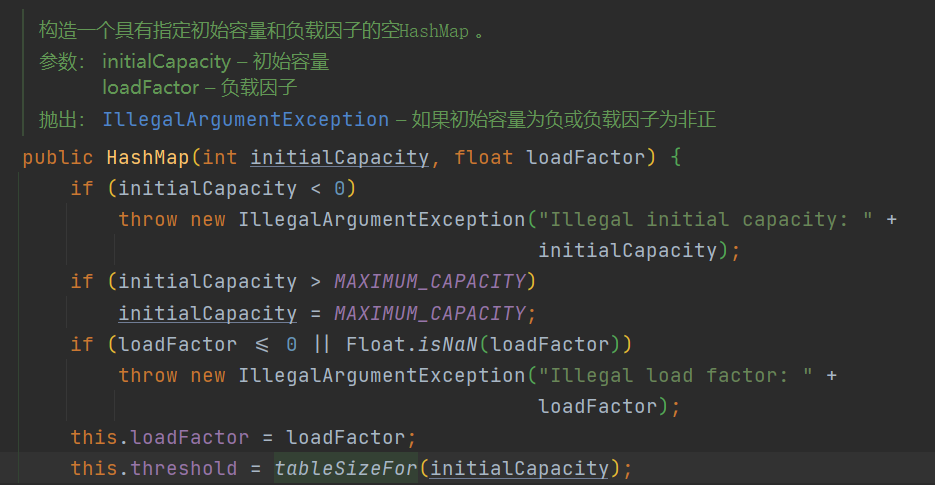 构造一个具有指定初始容量和负载因子的空HashMap 。
参数： initialCapacity – 初始容量
loadFactor – 负载因子
抛出： IllegalArgumentException – 如果初始容量为负或负载因子为非正
public HashMap(int initialCapacity, float loadFactor) {
if (initialCapacity < 0)
throw new IllegalArgumentException("Illegal initial capacity: " +
initialCapacity);
if (initialCapacity > MAXIMUM_CAPACITY)
initialCapacity = MAXIMUM_CAPACITY;
if (loadFactor <= 0 || Float.isNaN(loadFactor))
throw new IllegalArgumentException("Illegal load factor: " +
loadFactor);
this.loadFactor = loadFactor;
this.threshold = tableSizeFor(initialCapacity);